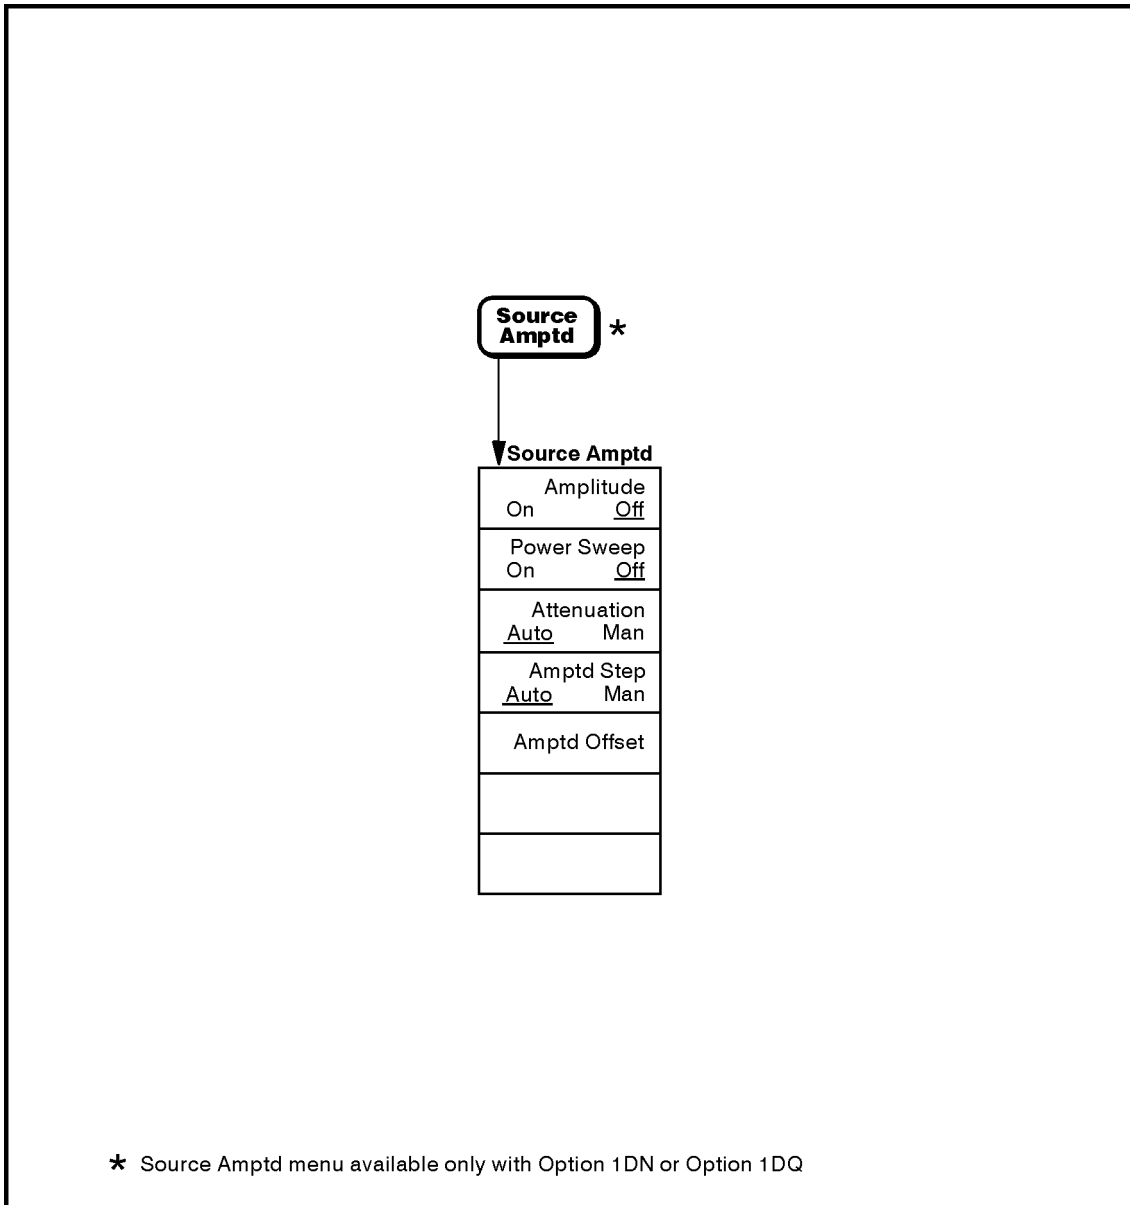 Source
Amptd *
Source Amptd
Amplitude
On Off
Power Sweep
On Off
Attenuation
Auto Man
Amptd Step
Auto Man
Amptd Offset
* Source Amptd menu available only with Option 1DN or Option 1DQ